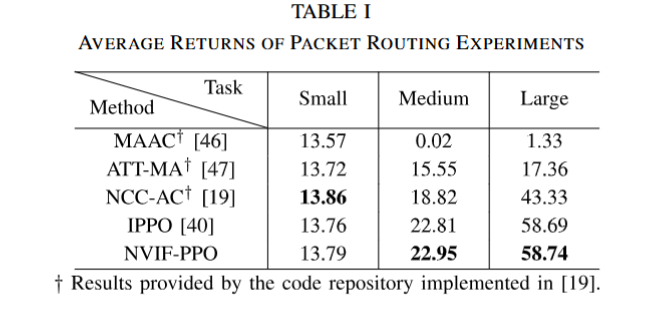 TABLE I
AVERAGE RETURNS OF PACKET ROUTING EXPERIMENTS
Method Task Small Medium Large
MAAC† [46] 13.57 0.02 1.33
ATT-MA† [47] 13.72 15.55 17.36
NCC-AC† [19] 13.86 18.82 43.33
IPPO [40] 13.76 22.81 58.69
NVIF-PPO 13.79 22.95 58.74
† Results provided by the code repository implemented in [19].